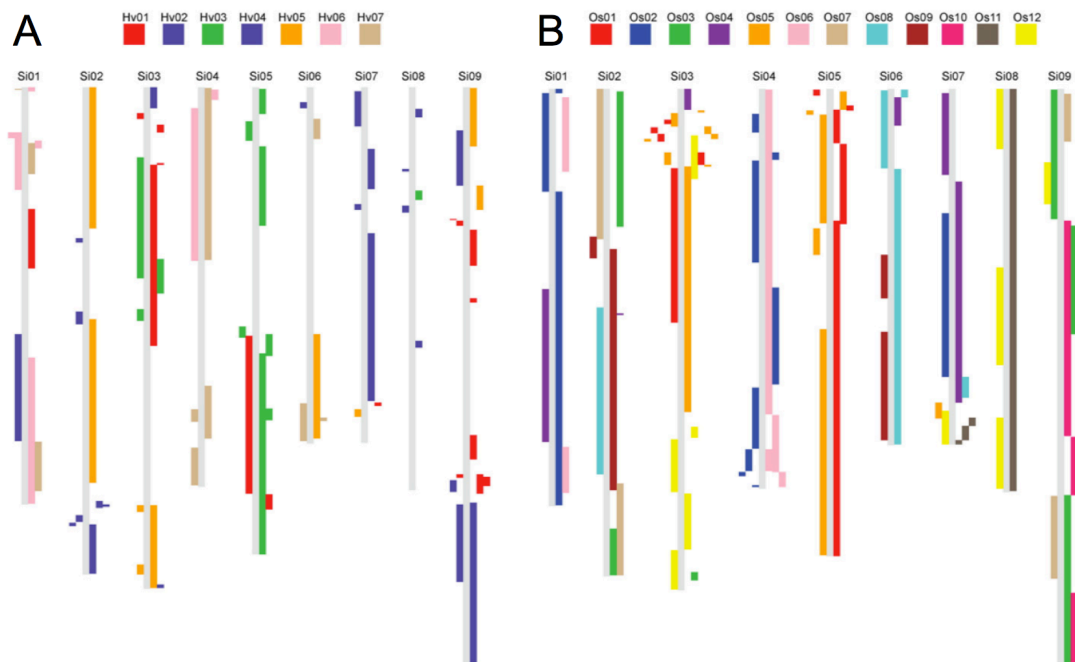 A
Hv01 Hv02 Hv03 Hv04 Hv05 Hv06 Hv07
Si01 Si02 Si03 Si04 Si05 Si06 Si07 Si08 Si09
B
Os01 Os02 Os03 Os04 Os05 Os06 Os07 Os08 Os09 Os10 Os11 Os12
Si01 Si02 Si03 Si04 Si05 Si06 Si07 Si08 Si09